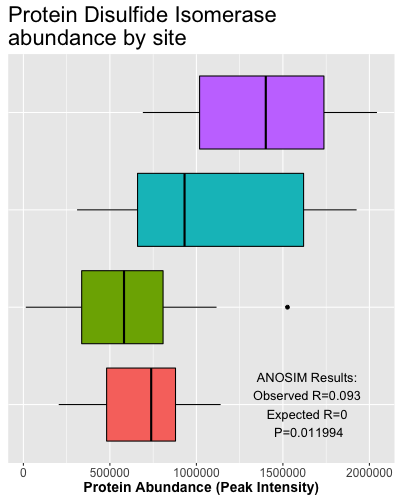 Protein Disulfide Isomerase
abundance by site
ANOSIM Results:
Observed R=0.093
Expected R=0
P=0.011994
0 500000 1000000 1500000 2000000
Protein Abundance (Peak Intensity)